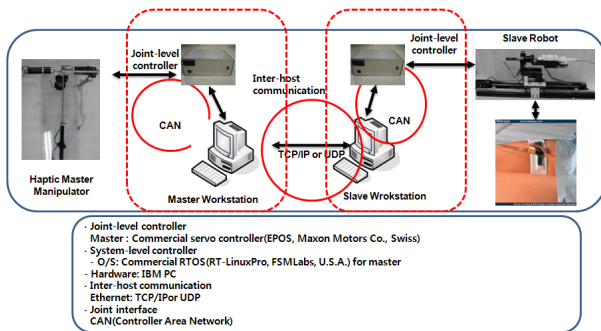 Slave Robot
Joint-level
controller
Joint-level
controller
Inter-host
communication
CAN
CAN
TCP/IP or UDP
Haptic Master
Manipulator
Master Workstation
Slave Wrokstation
· Joint-level controller
Master : Commercial servo controller(EPOS, Maxon Motors Co., Swiss)
· System-level controller
- O/S: Commercial RTOS(RT-LinuxPro, FSMLabs, U.S.A.) for master
- Hardware: IBM PC
· Inter-host communication
Ethernet: TCP/IPor UDP
· Joint interface
CAN(Controller Area Network)